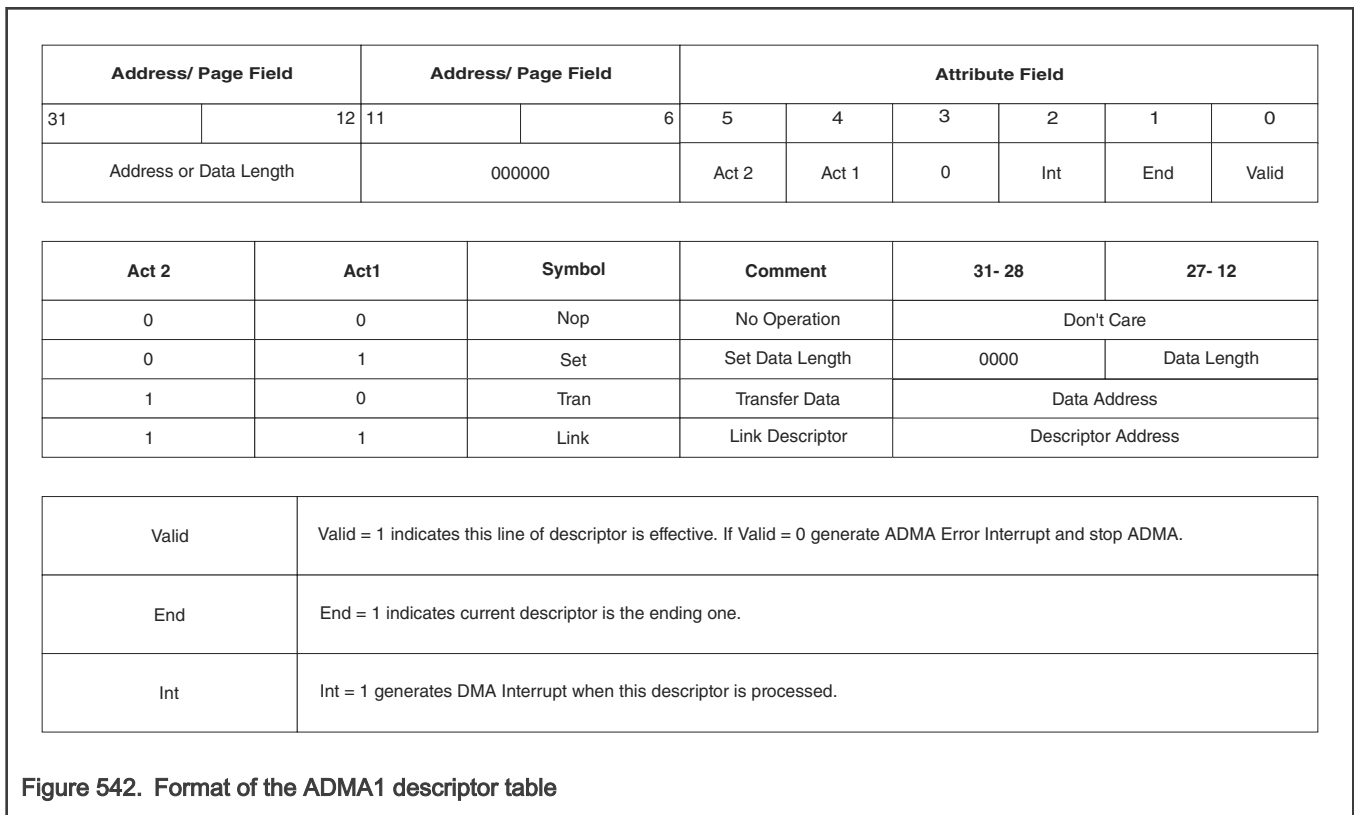 Address/ Page Field Address/ Page Field Attribute Field
31 12 11 6 5 4 3 2 1 0
Address or Data Length 000000 Act 2 Act 1 0 Int End Valid
Act 2 Act1 Symbol Comment 31- 28 27- 12
0 0 Nop No Operation Don't Care
0 1 Set Set Data Length 0000 Data Length
1 0 Tran Transfer Data Data Address
1 1 Link Link Descriptor Descriptor Address
Valid Valid = 1 indicates this line of descriptor is effective. If Valid = 0 generate ADMA Error Interrupt and stop ADMA.
End End = 1 indicates current descriptor is the ending one.
Int Int = 1 generates DMA Interrupt when this descriptor is processed.
Figure 542. Format of the ADMA1 descriptor table